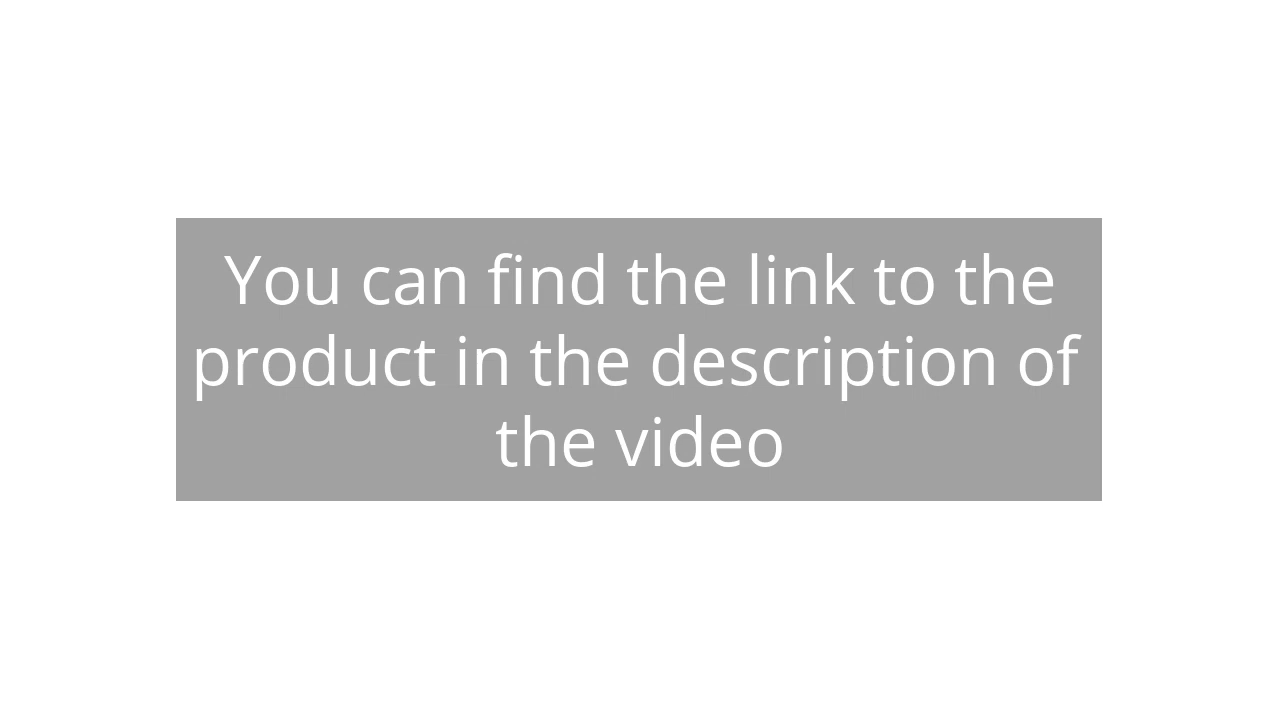 You can find the link to the
product in the description of
the video